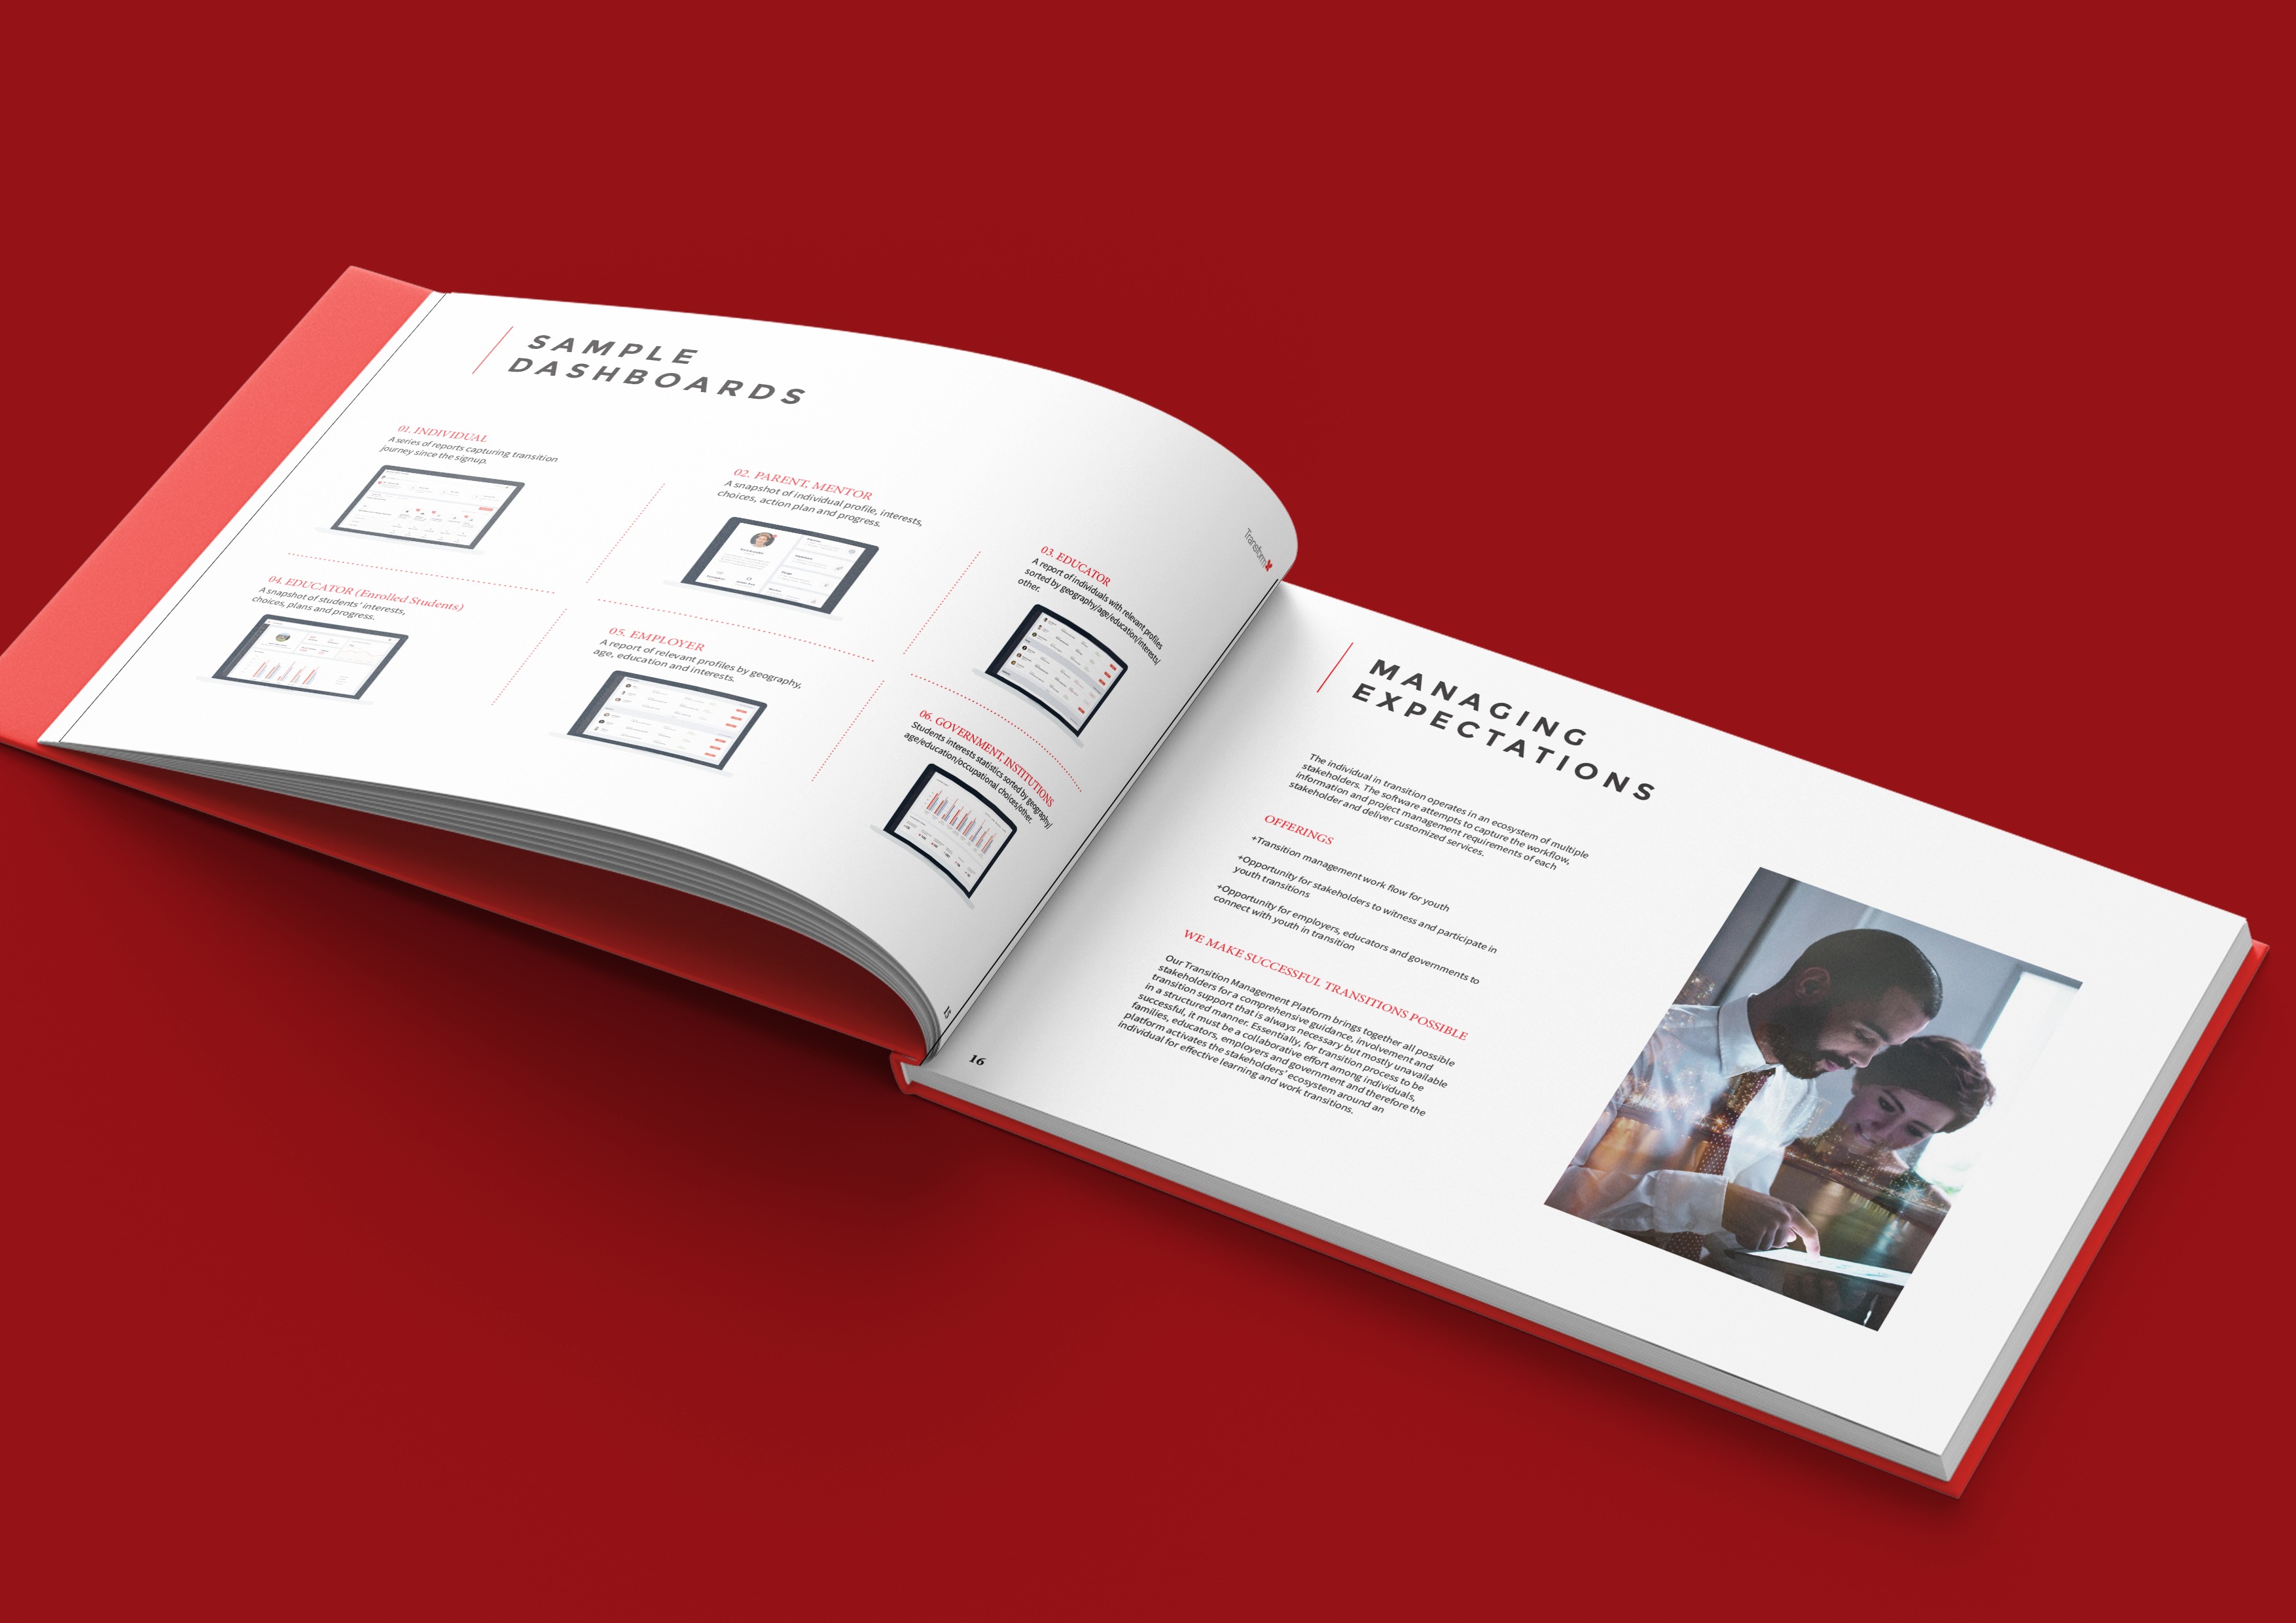 SAMPLE
DASHBOARDS
01. INDIVIDUAL
A series of reports capturing transition
journey since the signup.
02. PARENT, MENTOR
A snapshot of individual profile, interests,
choices, action plan and progress.
03. EDUCATOR
A report of individuals with relevant profiles
sorted by geography/age/education/interests/
other.
04. EDUCATOR (Enrolled Students)
A snapshot of students' interests,
choices, plans and progress.
05. EMPLOYER
A report of relevant profiles by geography,
age, education and interests.
06. GOVERNMENT, INSTITUTIONS
Students interests statistics sorted by geography/
age/education/occupational choices/other.
Transform
15
MANAGING
EXPECTATIONS
The individual in transition operates in an ecosystem of multiple
stakeholders. The software attempts to capture the workflow,
information and project management requirements of each
stakeholder and deliver customized services.
OFFERINGS
+Transition management work flow for youth
+Opportunity for stakeholders to witness and participate in
youth transitions
+Opportunity for employers, educators and governments to
connect with youth in transition
WE MAKE SUCCESSFUL TRANSITIONS POSSIBLE
Our Transition Management Platform brings together all possible
stakeholders for a comprehensive guidance, involvement and
transition support that is always necessary but mostly unavailable
in a structured manner. Essentially, for transition process to be
successful, it must be a collaborative effort among individuals,
families, educators, employers and government and therefore the
platform activates the stakeholders' ecosystem around an
individual for effective learning and work transitions.
16